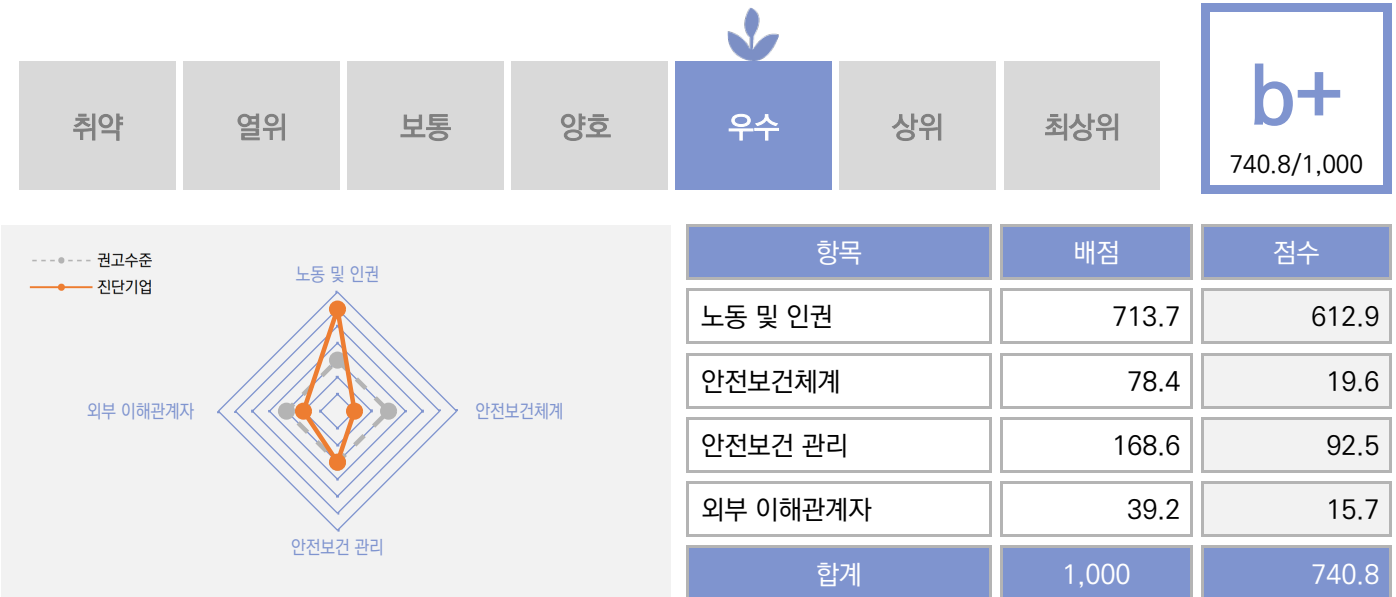 취약 열위 보통 양호 우수 상위 최상위
b+
740.8/1,000
권고수준
진단기업
노동 및 인권
외부 이해관계자
안전보건체계
안전보건 관리
항목 배점 점수
노동 및 인권 713.7 612.9
안전보건체계 78.4 19.6
안전보건 관리 168.6 92.5
외부 이해관계자 39.2 15.7
합계 1,000 740.8